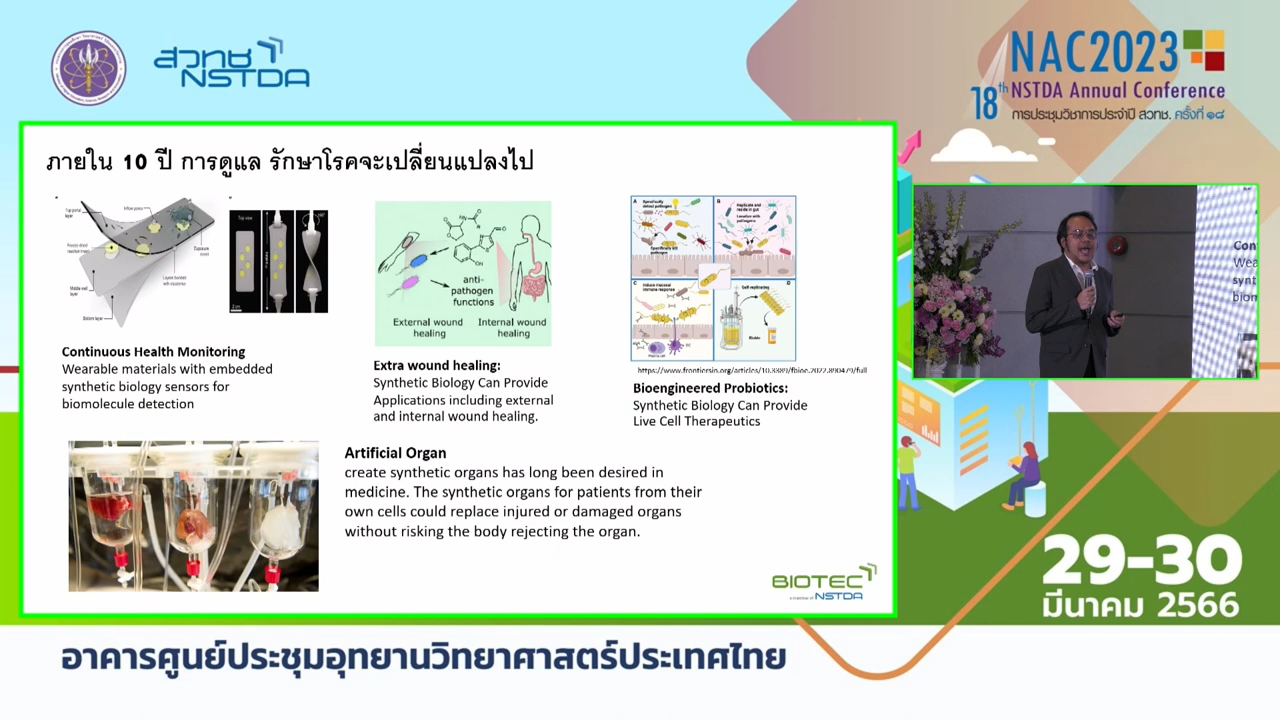 สวทช
NSTDA
NAC2023
18th NSTDA Annual Conference
การประชุมวิชาการประจำปี สวทช. ครั้งที่ ๑๘
ภายใน 10 ปี การดูแล รักษาโรคจะเปลี่ยนแปลงไป
Continuous Health Monitoring
Wearable materials with embedded
synthetic biology sensors for
biomolecule detection
anti-
pathogen
functions
External wound
healing
Internal wound
healing
Extra wound healing:
Synthetic Biology Can Provide
Applications including external
and internal wound healing.
A
B
C
D
Self replicating
https://www.frontiersin.org/articles/10.3389/fbioe.2022.890479/full
Bioengineered Probiotics:
Synthetic Biology Can Provide
Live Cell Therapeutics
Artificial Organ
create synthetic organs has long been desired in
medicine. The synthetic organs for patients from their
own cells could replace injured or damaged organs
without risking the body rejecting the organ.
BIOTEC
a member of NSTDA
Con
Wea
synt
bion
29-30
มีนาคม 2566
อาคารศูนย์ประชุมอุทยานวิทยาศาสตร์ประเทศไทย